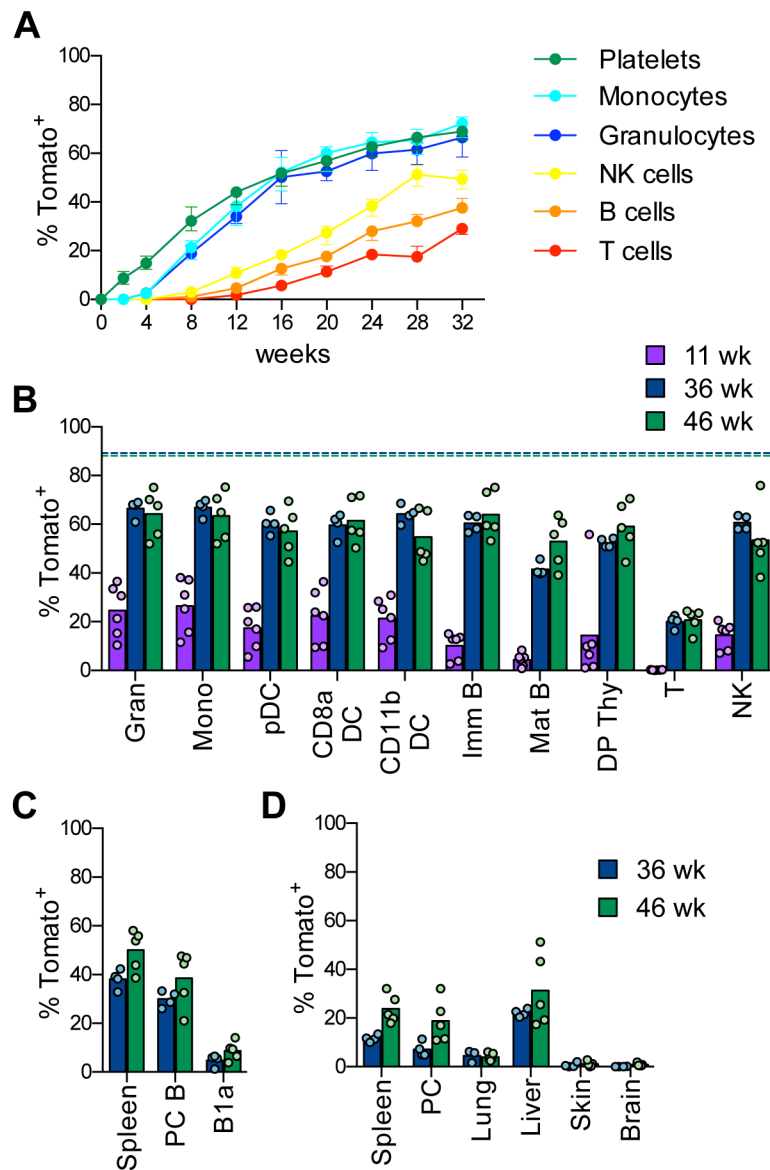 A
% Tomato+
100
80
60
40
20
0
0 4 8 12 16 20 24 28 32
weeks
Platelets
Monocytes
Granulocytes
NK cells
B cells
T cells
11 wk
36 wk
46 wk
B
% Tomato+
100
80
60
40
20
0
Gran
Mono
pDC
CD8a
DC
CD11b
DC
Imm B
Mat B
DP Thy
T
NK
C
% Tomato+
100
80
60
40
20
0
Spleen
PC B
B1a
D
% Tomato+
100
80
60
40
20
0
Spleen
PC
Lung
Liver
Skin
Brain
36 wk
46 wk